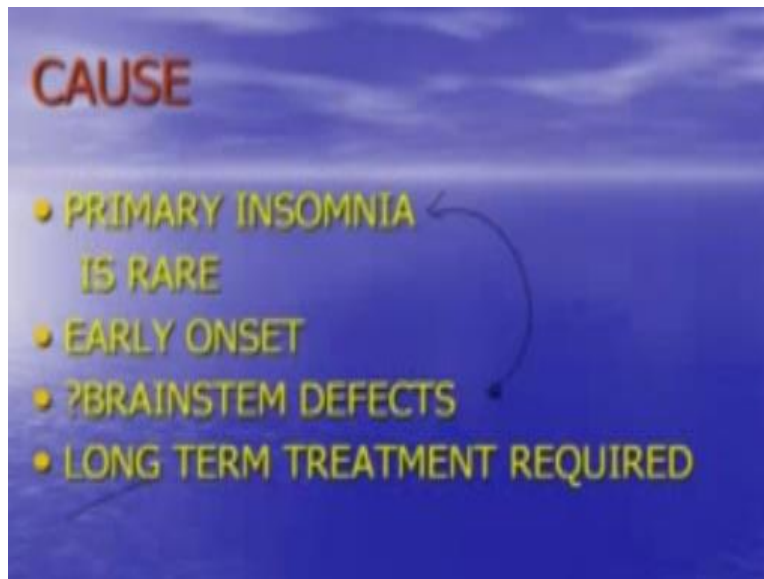 CAUSE
• PRIMARY INSOMNIA
IS RARE
• EARLY ONSET
• ?BRAINSTEM DEFECTS
• LONG TERM TREATMENT REQUIRED